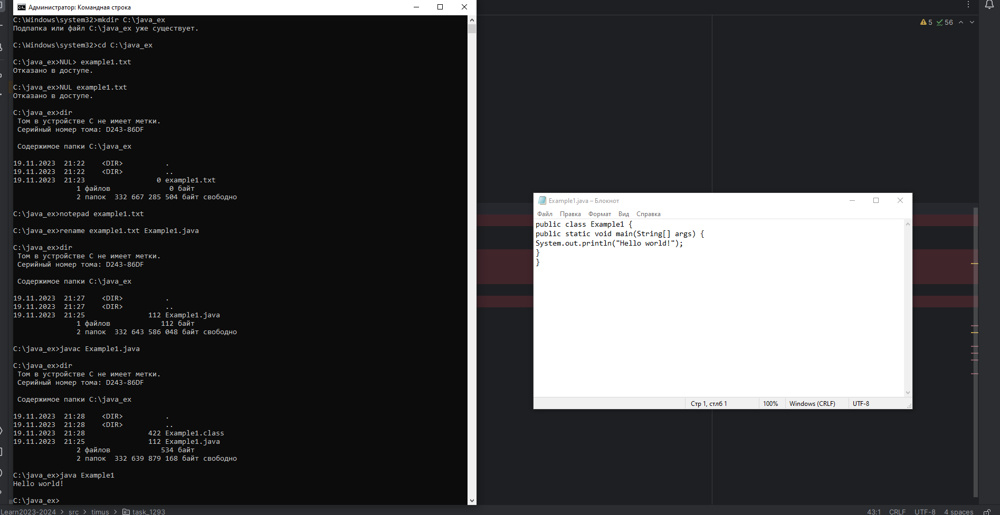 Администратор: Командная строка
C:\Windows\system32>mkdir C:\java_ex
Подпапка или файл C:\java_ex уже существует.
C:\Windows\system32>cd C:\java_ex
C:\java_ex>NUL> example1.txt
Отказано в доступе.
C:\java_ex>NUL example1.txt
Отказано в доступе.
C:\java_ex>dir
Том в устройстве C не имеет метки.
Серийный номер тома: D243-86DF
Содержимое папки C:\java_ex
19.11.2023  21:22    <DIR>          .
19.11.2023  21:22    <DIR>          ..
19.11.2023  21:23                 0 example1.txt
1 файлов              0 байт
2 папок  332 667 285 504 байт свободно
C:\java_ex>notepad example1.txt
C:\java_ex>rename example1.txt Example1.java
C:\java_ex>dir
Том в устройстве C не имеет метки.
Серийный номер тома: D243-86DF
Содержимое папки C:\java_ex
19.11.2023  21:27    <DIR>          .
19.11.2023  21:27    <DIR>          ..
19.11.2023  21:25               112 Example1.java
1 файлов            112 байт
2 папок  332 643 586 048 байт свободно
C:\java_ex>javac Example1.java
C:\java_ex>dir
Том в устройстве C не имеет метки.
Серийный номер тома: D243-86DF
Содержимое папки C:\java_ex
19.11.2023  21:28    <DIR>          .
19.11.2023  21:28    <DIR>          ..
19.11.2023  21:28               422 Example1.class
19.11.2023  21:25               112 Example1.java
2 файлов            534 байт
2 папок  332 639 879 168 байт свободно
C:\java_ex>java Example1
Hello world!
C:\java_ex>
5 56
Example1.java – Блокнот
Файл Правка Формат Вид Справка
public class Example1 {
public static void main(String[] args) {
System.out.println("Hello world!");
}
}
Стр 1, стлб 1 100% Windows (CRLF) UTF-8
Learn2023-2024 > src > timus > task_1293
43:1 CRLF UTF-8 4 spaces